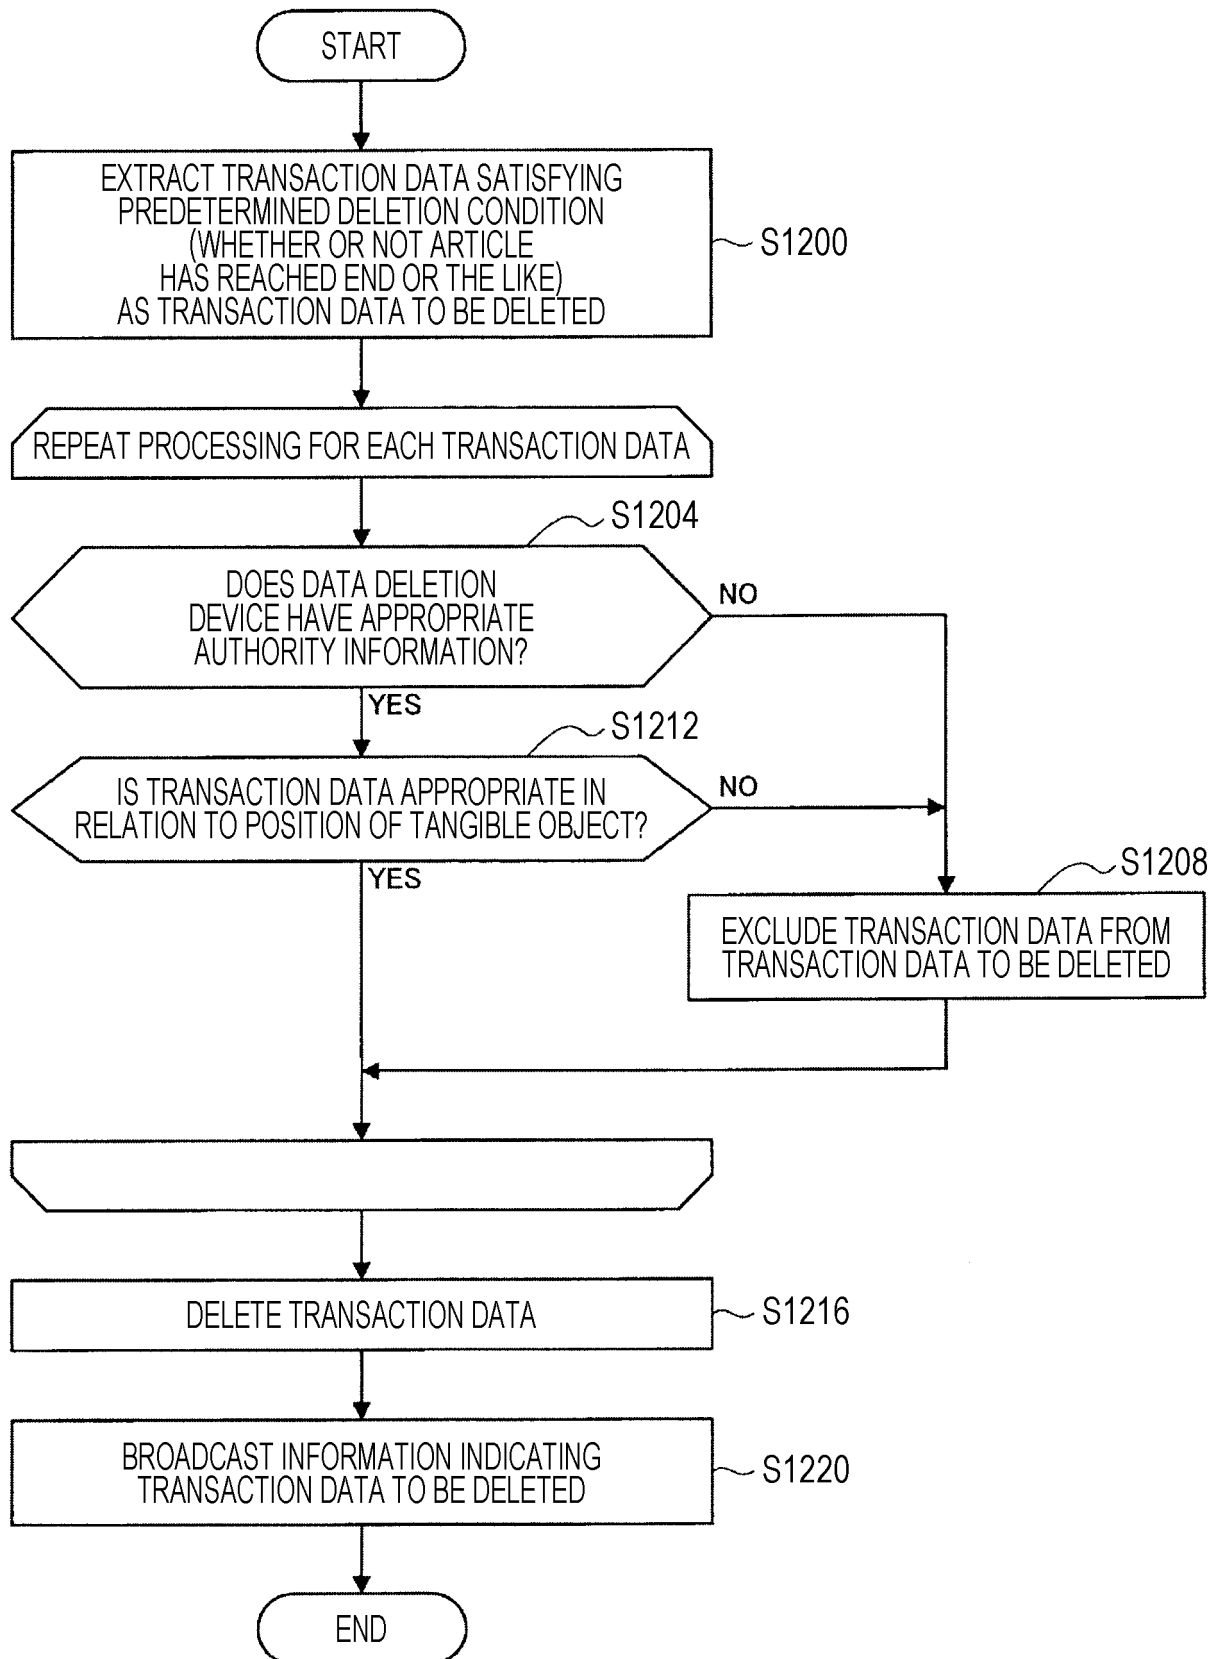 START
EXTRACT TRANSACTION DATA SATISFYING
PREDETERMINED DELETION CONDITION
(WHETHER OR NOT ARTICLE
HAS REACHED END OR THE LIKE)
AS TRANSACTION DATA TO BE DELETED
S1200
REPEAT PROCESSING FOR EACH TRANSACTION DATA
S1204
DOES DATA DELETION
DEVICE HAVE APPROPRIATE
AUTHORITY INFORMATION?
NO
YES
S1212
IS TRANSACTION DATA APPROPRIATE IN
RELATION TO POSITION OF TANGIBLE OBJECT?
NO
YES
S1208
EXCLUDE TRANSACTION DATA FROM
TRANSACTION DATA TO BE DELETED
DELETE TRANSACTION DATA
S1216
BROADCAST INFORMATION INDICATING
TRANSACTION DATA TO BE DELETED
S1220
END